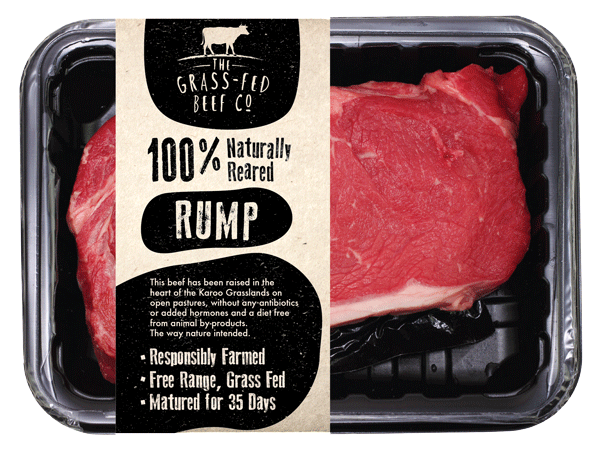 THE
GRASS-FED
BEEF CO
100% Naturally
Reared
RUMP
This beef has been raised in the
heart of the Karoo Grasslands on
open pastures, without any-antibiotics
or added hormones and a diet free
from animal by-products.
The way nature intended.
• Responsibly Farmed
• Free Range, Grass Fed
• Matured for 35 Days